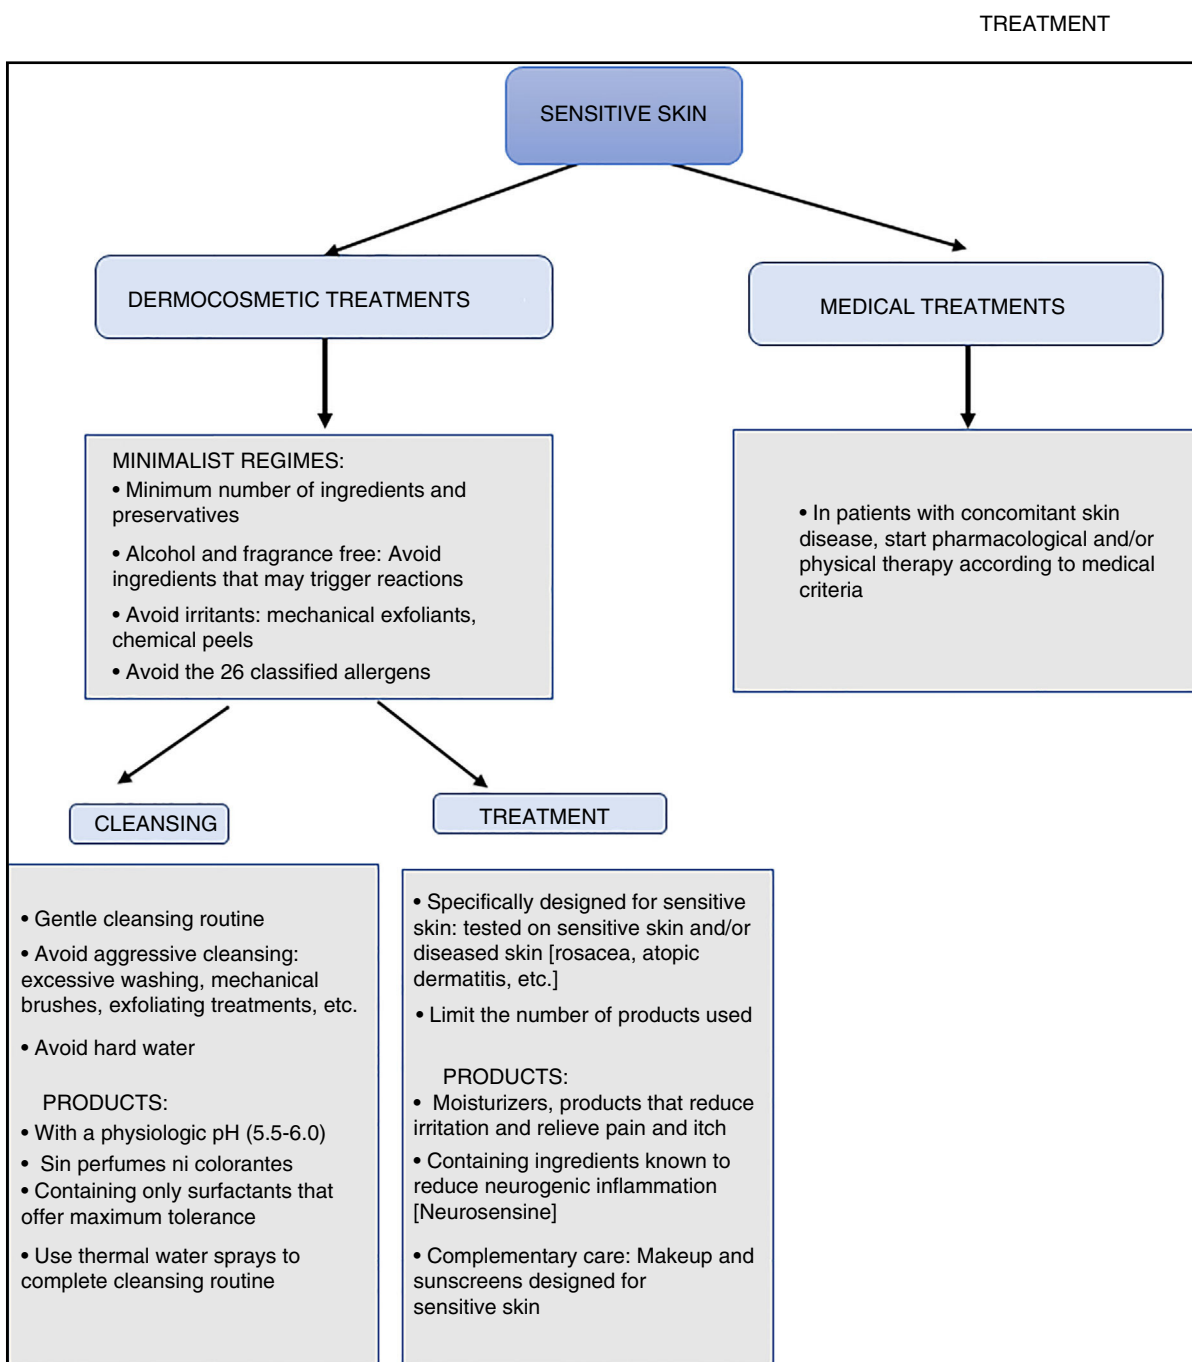 TREATMENT
SENSITIVE SKIN
DERMOCOSMETIC TREATMENTS
MEDICAL TREATMENTS
MINIMALIST REGIMES:
• Minimum number of ingredients and
preservatives
• Alcohol and fragrance free: Avoid
ingredients that may trigger reactions
• Avoid irritants: mechanical exfoliants,
chemical peels
• Avoid the 26 classified allergens
• In patients with concomitant skin
disease, start pharmacological and/or
physical therapy according to medical
criteria
CLEANSING
• Gentle cleansing routine
• Avoid aggressive cleansing:
excessive washing, mechanical
brushes, exfoliating treatments, etc.
• Avoid hard water
PRODUCTS:
• With a physiologic pH (5.5-6.0)
• Sin perfumes ni colorantes
• Containing only surfactants that
offer maximum tolerance
• Use thermal water sprays to
complete cleansing routine
TREATMENT
• Specifically designed for sensitive
skin: tested on sensitive skin and/or
diseased skin [rosacea, atopic
dermatitis, etc.]
• Limit the number of products used
PRODUCTS:
• Moisturizers, products that reduce
irritation and relieve pain and itch
• Containing ingredients known to
reduce neurogenic inflammation
[Neurosensine]
• Complementary care: Makeup and
sunscreens designed for
sensitive skin